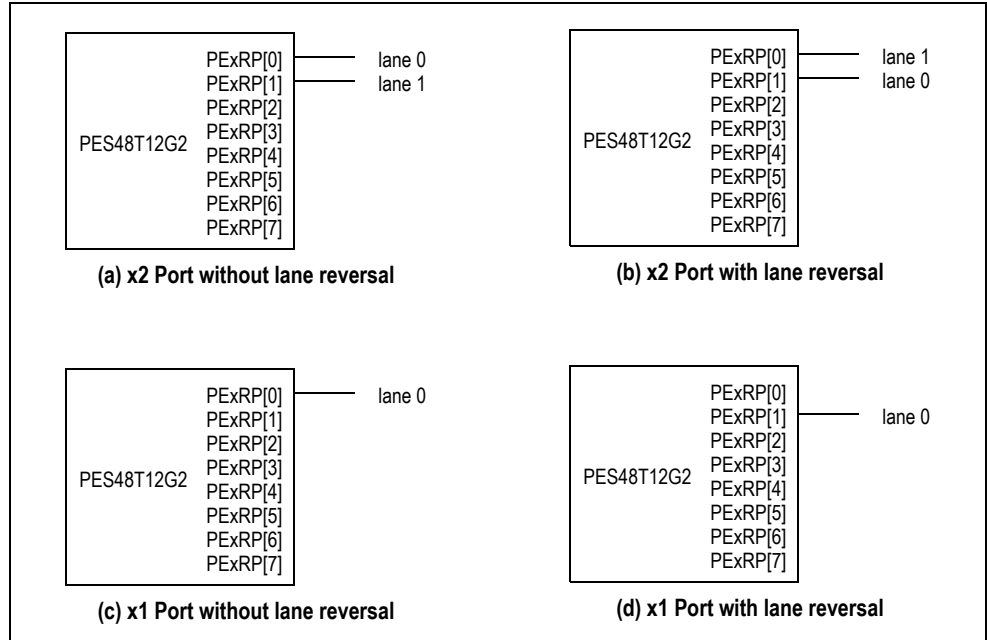 PES48T12G2
PExRP[0]
PExRP[1]
PExRP[2]
PExRP[3]
PExRP[4]
PExRP[5]
PExRP[6]
PExRP[7]
lane 0
lane 1
(a) x2 Port without lane reversal
PES48T12G2
PExRP[0]
PExRP[1]
PExRP[2]
PExRP[3]
PExRP[4]
PExRP[5]
PExRP[6]
PExRP[7]
lane 1
lane 0
(b) x2 Port with lane reversal
PES48T12G2
PExRP[0]
PExRP[1]
PExRP[2]
PExRP[3]
PExRP[4]
PExRP[5]
PExRP[6]
PExRP[7]
lane 0
(c) x1 Port without lane reversal
PES48T12G2
PExRP[0]
PExRP[1]
PExRP[2]
PExRP[3]
PExRP[4]
PExRP[5]
PExRP[6]
PExRP[7]
lane 0
(d) x1 Port with lane reversal